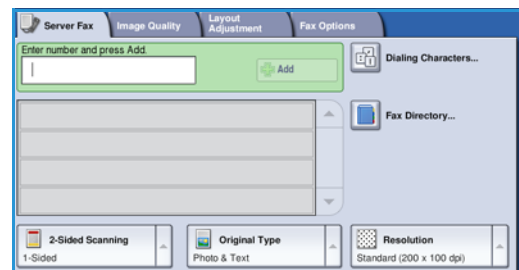 Server Fax
Image Quality
Layout
Adjustment
Fax Options
Enter number and press Add.
Add
Dialing Characters...
Fax Directory...
2-Sided Scanning
1-Sided
Original Type
Photo & Text
Resolution
Standard (200 x 100 dpi)